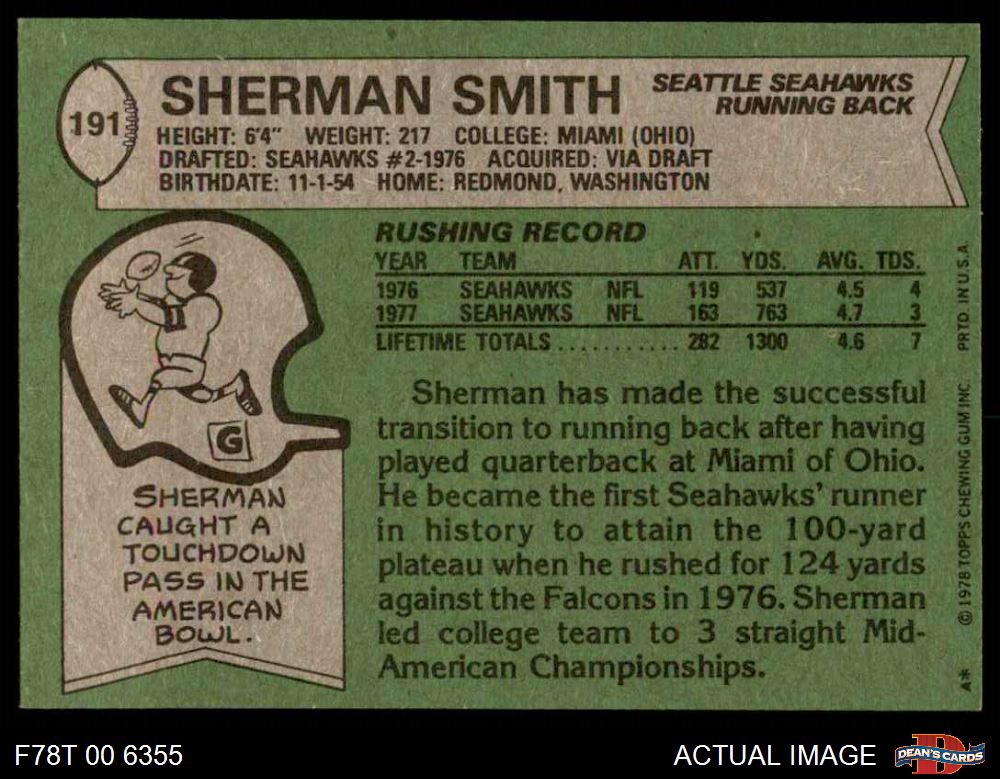 191
SHERMAN SMITH
SEATTLE SEAHAWKS
RUNNING BACK
HEIGHT: 6'4" WEIGHT: 217 COLLEGE: MIAMI (OHIO)
DRAFTED: SEAHAWKS #2-1976 ACQUIRED: VIA DRAFT
BIRTHDATE: 11-1-54 HOME: REDMOND, WASHINGTON
RUSHING RECORD
YEAR TEAM ATT. YDS. AVG. TDS.
1976 SEAHAWKS NFL 119 537 4.5 4
1977 SEAHAWKS NFL 163 763 4.7 3
LIFETIME TOTALS........... 282 1300 4.6 7
Sherman has made the successful
transition to running back after having
played quarterback at Miami of Ohio.
He became the first Seahawks' runner
in history to attain the 100-yard
plateau when he rushed for 124 yards
against the Falcons in 1976. Sherman
led college team to 3 straight Mid-
American Championships.
G
SHERMAN
CAUGHT A
TOUCHDOWN
PASS IN THE
AMERICAN
BOWL.
A* © 1978 TOPPS CHEWING GUM INC. PRTD. IN U.S.A
F78T 00 6355
ACTUAL IMAGE
D
DEAN'S CARDS